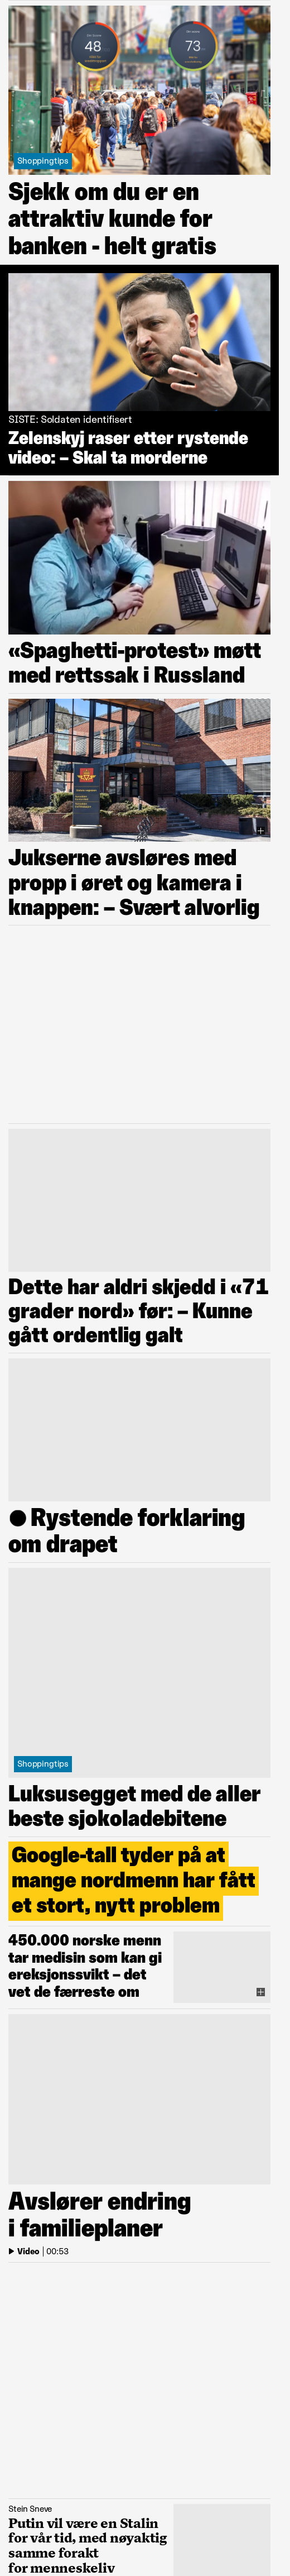 48
73
Shoppingtips
Sjekk om du er en
attraktiv kunde for
banken - helt gratis
SISTE: Soldaten identifisert
Zelenskyj raser etter rystende
video: – Skal ta morderne
«Spaghetti-protest» møtt
med rettssak i Russland
Jukserne avsløres med
propp i øret og kamera i
knappen: – Svært alvorlig
Dette har aldri skjedd i «71
grader nord» før: – Kunne
gått ordentlig galt
Rystende forklaring
om drapet
Shoppingtips
Luksusegget med de aller
beste sjokoladebitene
Google-tall tyder på at
mange nordmenn har fått
et stort, nytt problem
450.000 norske menn
tar medisin som kan gi
ereksjonssvikt – det
vet de færreste om
Avslører endring
i familieplaner
Video | 00:53
Stein Sneve
Putin vil være en Stalin
for vår tid, med nøyaktig
samme forakt
for menneskeliv